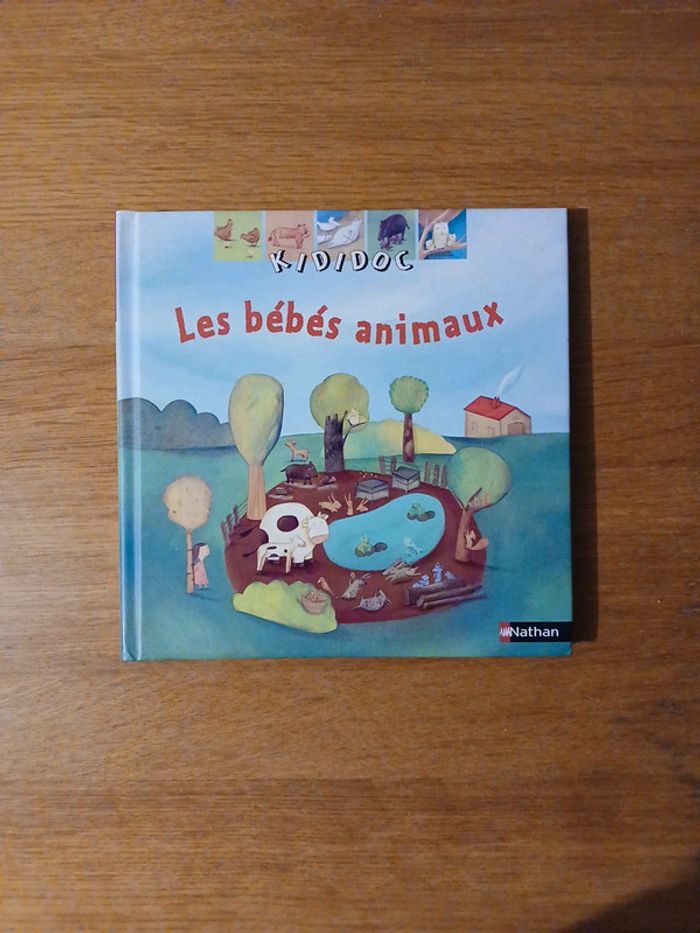 KIDIDOC
Les bébés animaux
Nathan